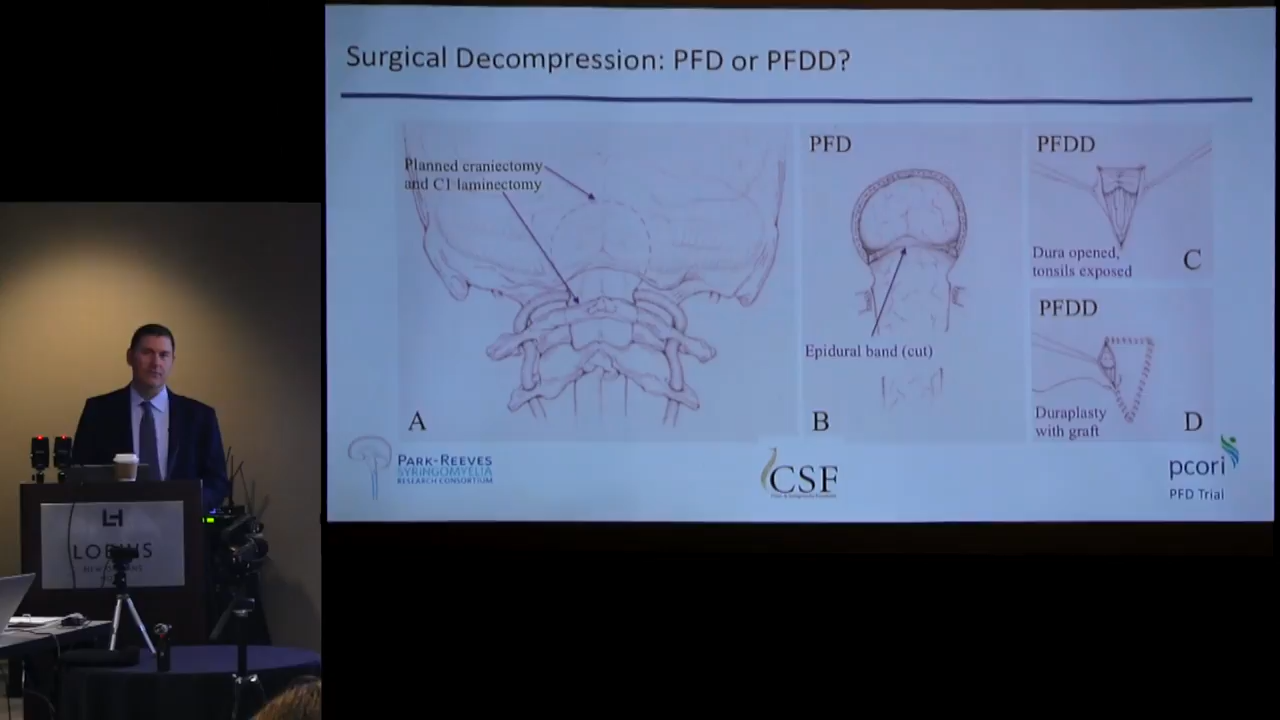 Surgical Decompression: PFD or PFDD?
Planned craniectomy
and C1 laminectomy
A
PFD
Epidural band (cut)
B
PFDD
Dura opened,
tonsils exposed
C
PFDD
Duraplasty
with graft
D
PARK-REEVES
SYRINGOMYELIA
RESEARCH CONSORTIUM
CSF
pcori
PFD Trial
LH